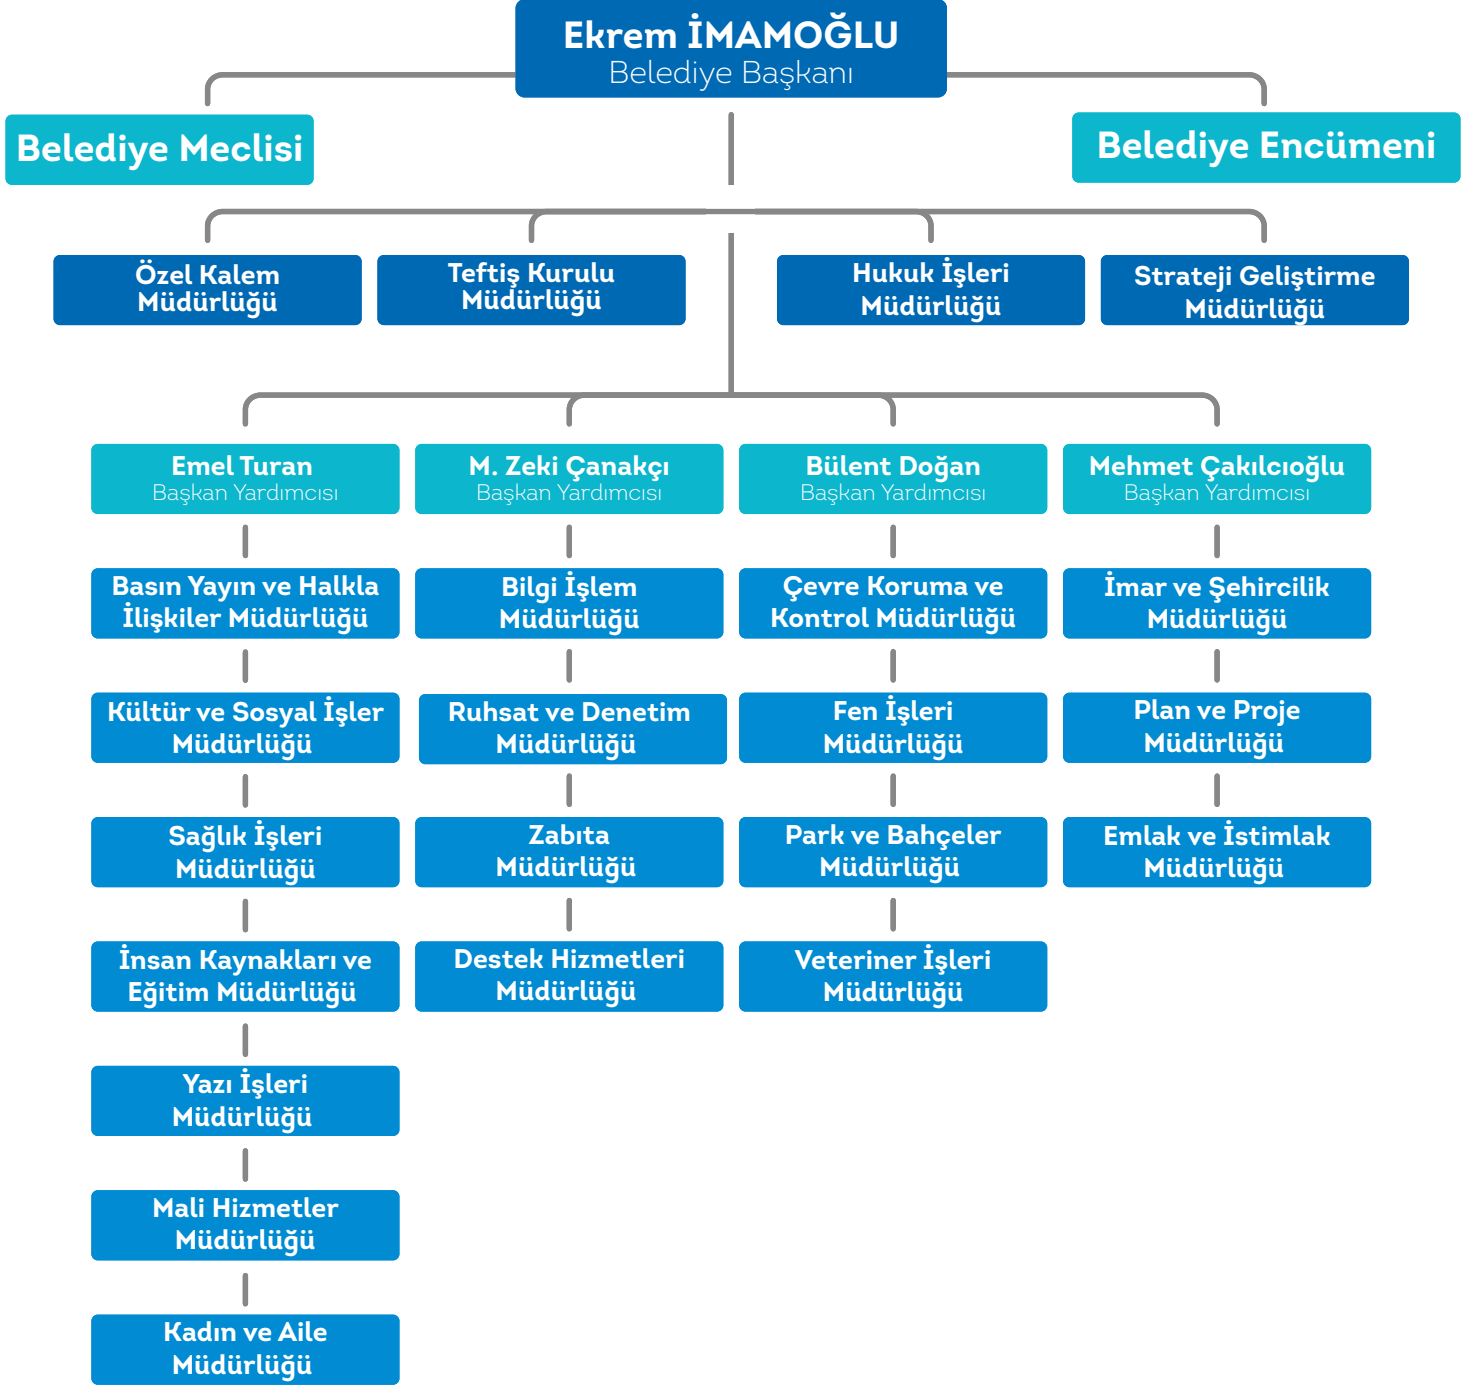 Ekrem İMAMOĞLU
Belediye Başkanı
Belediye Meclisi
Belediye Encümeni
Özel Kalem
Müdürlüğü
Teftiş Kurulu
Müdürlüğü
Hukuk İşleri
Müdürlüğü
Strateji Geliştirme
Müdürlüğü
Emel Turan
Başkan Yardımcısı
M. Zeki Çanakçı
Başkan Yardımcısı
Bülent Doğan
Başkan Yardımcısı
Mehmet Çakılcıoğlu
Başkan Yardımcısı
Basın Yayın ve Halkla
İlişkiler Müdürlüğü
Bilgi İşlem
Müdürlüğü
Çevre Koruma ve
Kontrol Müdürlüğü
İmar ve Şehircilik
Müdürlüğü
Kültür ve Sosyal İşler
Müdürlüğü
Ruhsat ve Denetim
Müdürlüğü
Fen İşleri
Müdürlüğü
Plan ve Proje
Müdürlüğü
Sağlık İşleri
Müdürlüğü
Zabıta
Müdürlüğü
Park ve Bahçeler
Müdürlüğü
Emlak ve İstimlak
Müdürlüğü
İnsan Kaynakları ve
Eğitim Müdürlüğü
Destek Hizmetleri
Müdürlüğü
Veteriner İşleri
Müdürlüğü
Yazı İşleri
Müdürlüğü
Mali Hizmetler
Müdürlüğü
Kadın ve Aile
Müdürlüğü